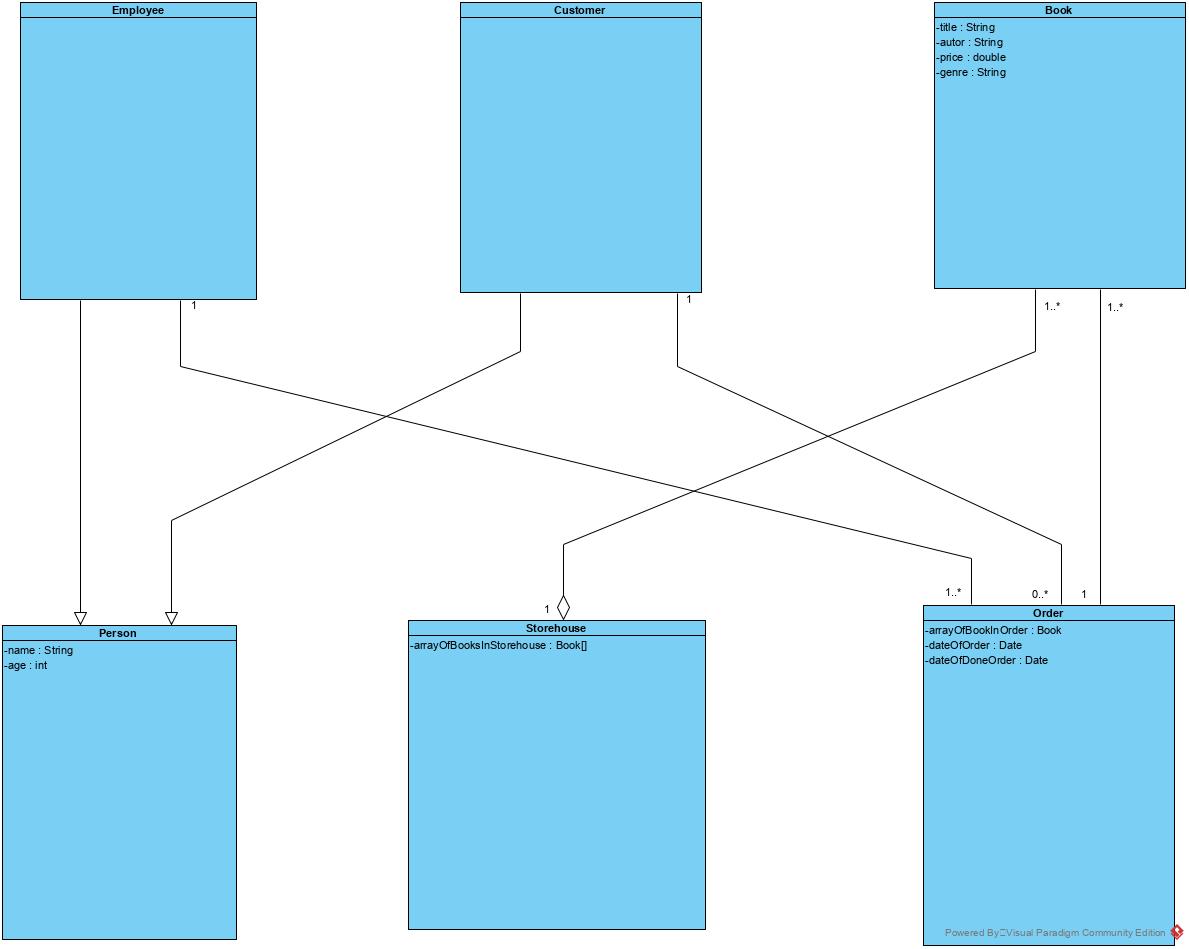 Employee
Customer
Book
-title : String
-autor : String
-price : double
-genre : String
1
1
1..*
1..*
1
1..*
0..*
1
Person
-name : String
-age : int
Storehouse
-arrayOfBooksInStorehouse : Book[]
Order
-arrayOfBookInOrder : Book
-dateOfOrder : Date
-dateOfDoneOrder : Date
Powered By Visual Paradigm Community Edition